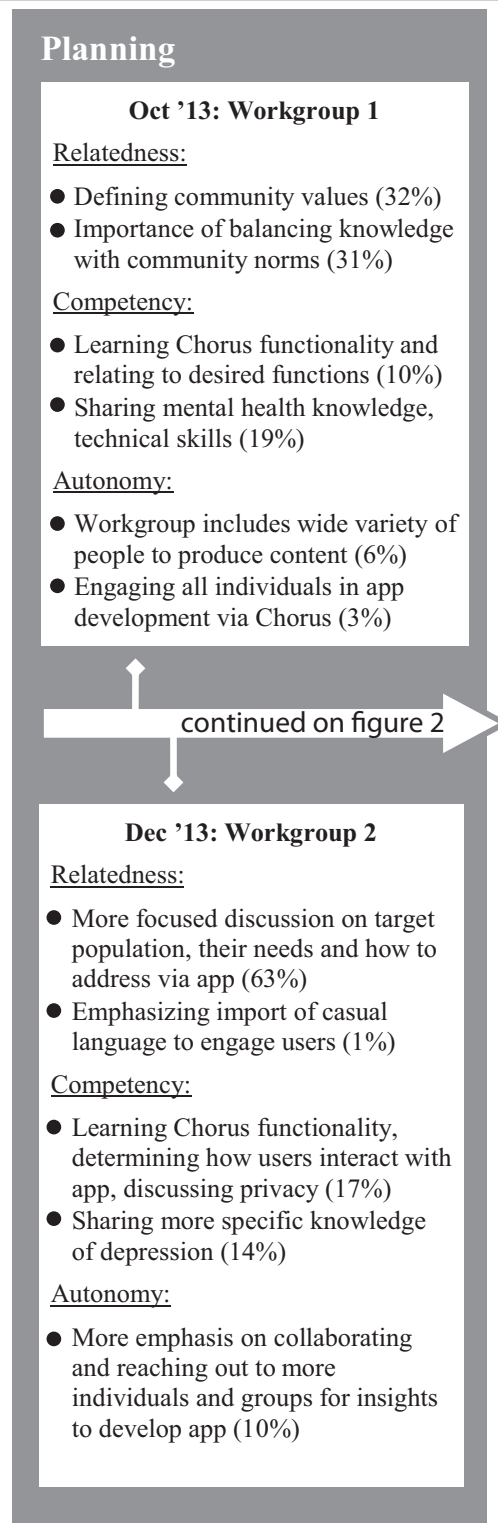 Planning
Oct ’13: Workgroup 1
Relatedness:
● Defining community values (32%)
● Importance of balancing knowledge
with community norms (31%)
Competency:
● Learning Chorus functionality and
relating to desired functions (10%)
● Sharing mental health knowledge,
technical skills (19%)
Autonomy:
● Workgroup includes wide variety of
people to produce content (6%)
● Engaging all individuals in app
development via Chorus (3%)
continued on figure 2
Dec ’13: Workgroup 2
Relatedness:
● More focused discussion on target
population, their needs and how to
address via app (63%)
● Emphasizing import of casual
language to engage users (1%)
Competency:
● Learning Chorus functionality,
determining how users interact with
app, discussing privacy (17%)
● Sharing more specific knowledge
of depression (14%)
Autonomy:
● More emphasis on collaborating
and reaching out to more
individuals and groups for insights
to develop app (10%)